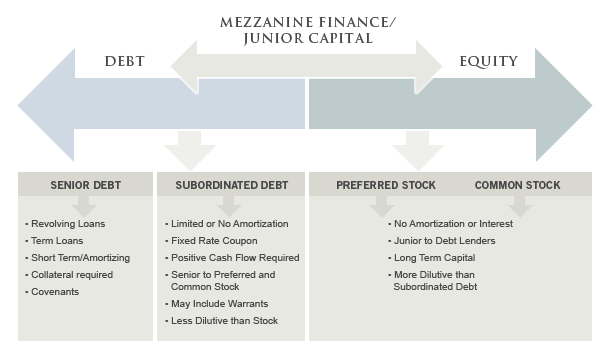 MEZZANINE FINANCE/
JUNIOR CAPITAL
DEBT
EQUITY
SENIOR DEBT
• Revolving Loans
• Term Loans
• Short Term/Amortizing
• Collateral required
• Covenants
SUBORDINATED DEBT
• Limited or No Amortization
• Fixed Rate Coupon
• Positive Cash Flow Required
• Senior to Preferred and
Common Stock
• May Include Warrants
• Less Dilutive than Stock
PREFERRED STOCK
COMMON STOCK
• No Amortization or Interest
• Junior to Debt Lenders
• Long Term Capital
• More Dilutive than
Subordinated Debt